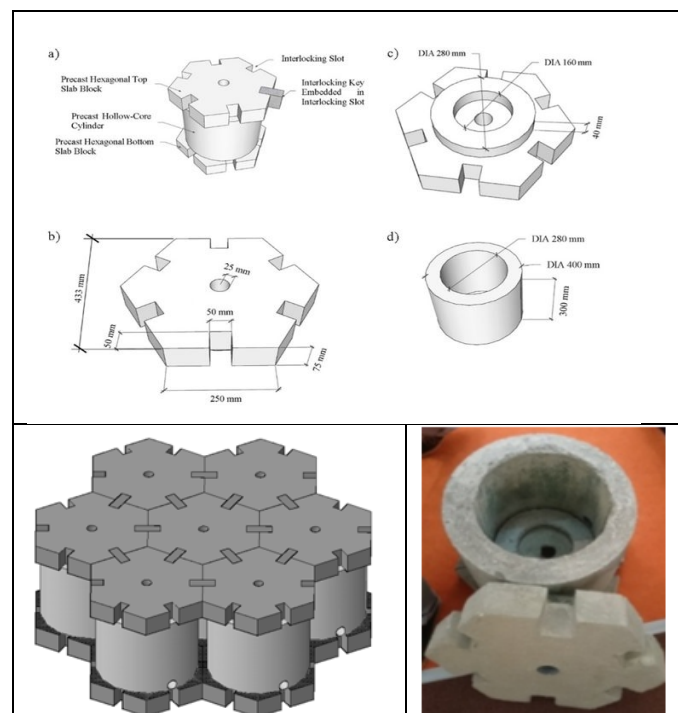 a)
Interlocking Slot
Precast Hexagonal Top
Slab Block
Interlocking Key
Embedded in
Interlocking Slot
Precast Hollow-Core
Cylinder
Precast Hexagonal Bottom
Slab Block
c)
DIA 280 mm
DIA 160 mm
40 mm
b)
433 mm
25 mm
50 mm
50 mm
75 mm
250 mm
d)
DIA 280 mm
DIA 400 mm
300 mm